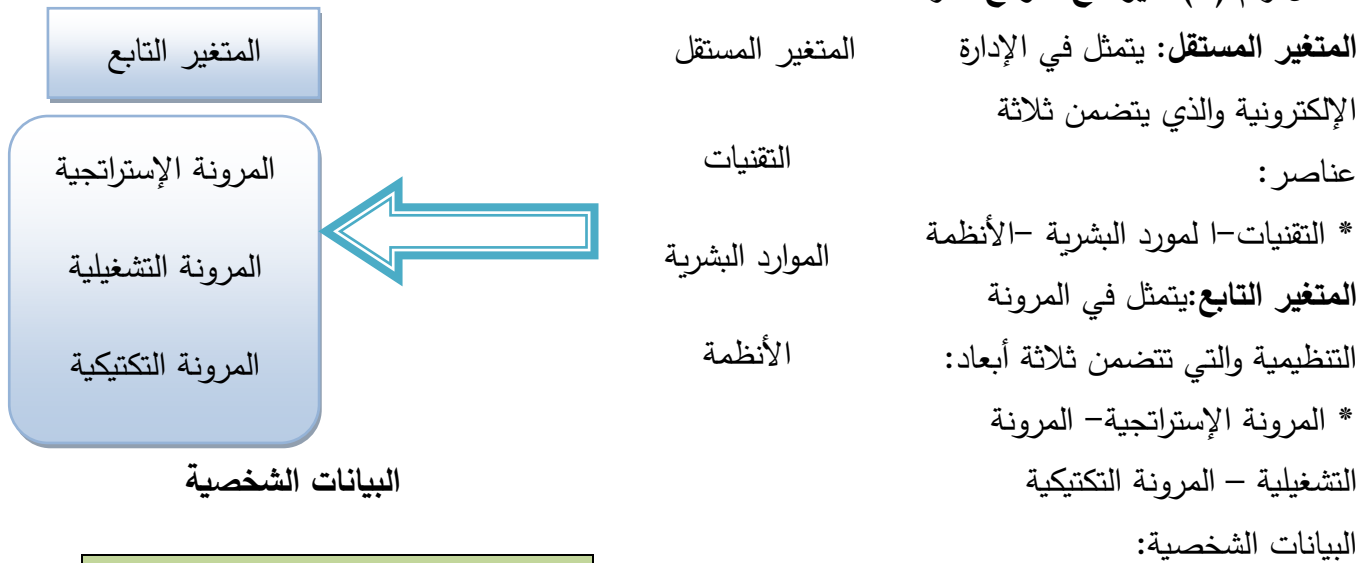 المتغير المستقل: يتمثل في الإدارة
الإلكترونية والذي يتضمن ثلاثة
عناصر:
* التقنيات–ا لمورد البشرية –الأنظمة
المتغير التابع:يتمثل في المرونة
التنظيمية والتي تتضمن ثلاثة أبعاد:
* المرونة الإستراتجية– المرونة
التشغيلية – المرونة التكتيكية
البيانات الشخصية:
المتغير المستقل
التقنيات
الموارد البشرية
الأنظمة
المتغير التابع
المرونة الإستراتجية
المرونة التشغيلية
المرونة التكتيكية
البيانات الشخصية